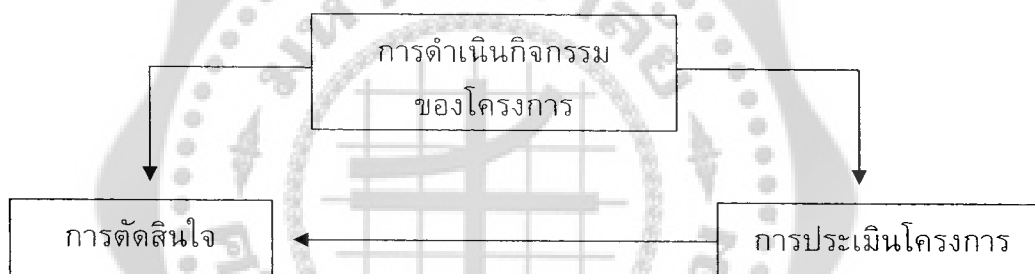 การดำเนินกิจกรรม
ของโครงการ
การตัดสินใจ
การประเมินโครงการ